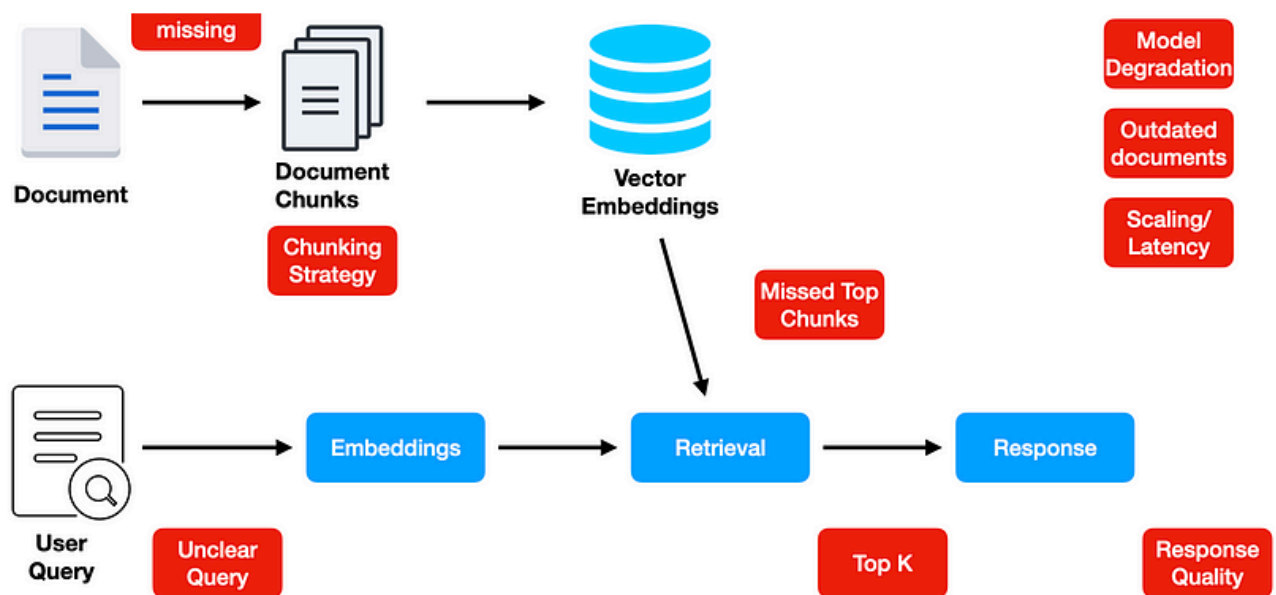 missing
Model
Degradation
Outdated
documents
Scaling/
Latency
Document
Document
Chunks
Vector
Embeddings
Chunking
Strategy
Missed Top
Chunks
Embeddings
Retrieval
Response
User
Query
Unclear
Query
Top K
Response
Quality